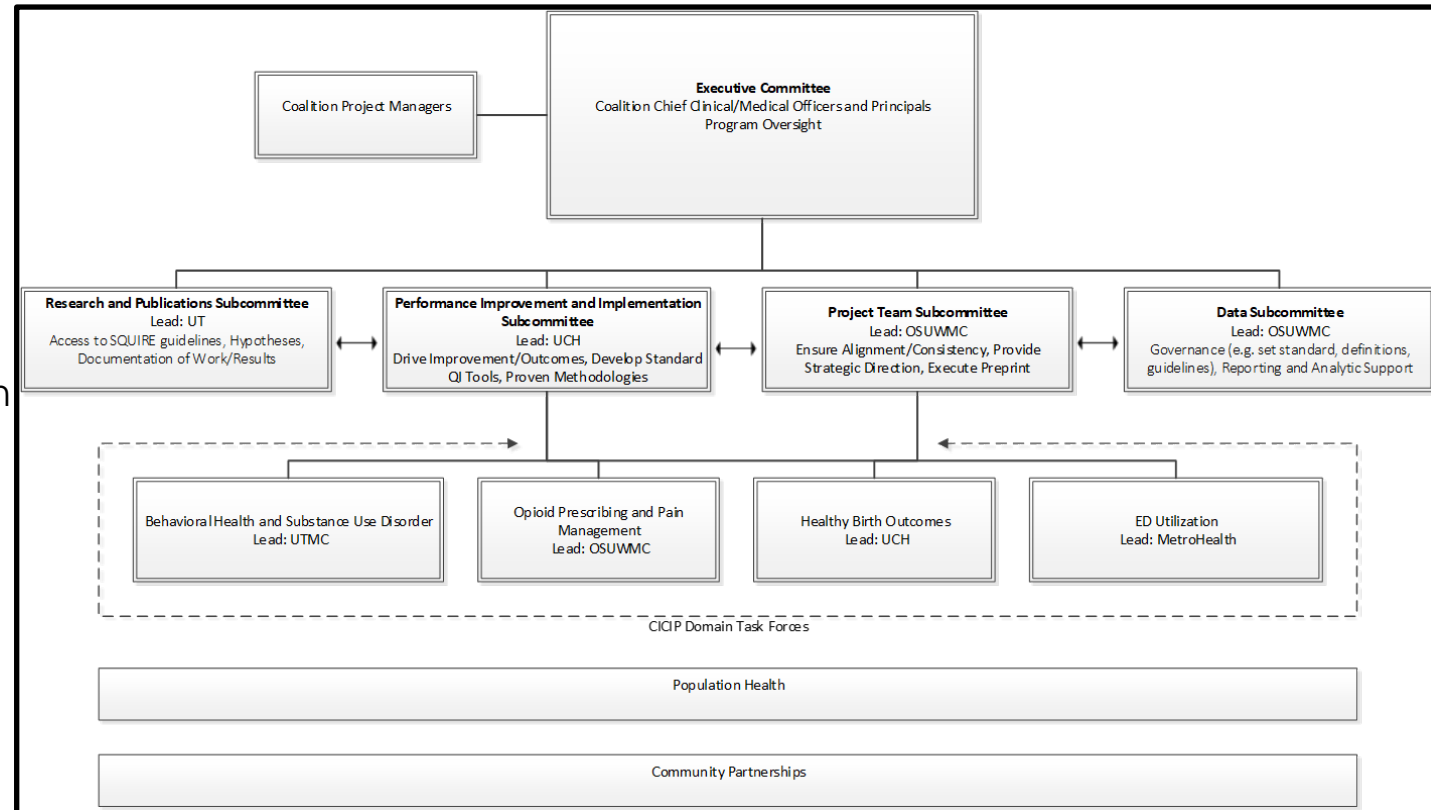 Executive Committee
Coalition Chief Clinical/Medical Officers and Principals
Program Oversight
Coalition Project Managers
Research and Publications Subcommittee
Lead: UT
Access to SQUIRE guidelines, Hypotheses,
Documentation of Work/Results
Performance Improvement and Implementation
Subcommittee
Lead: UCH
Drive Improvement/Outcomes, Develop Standard
QI Tools, Proven Methodologies
Project Team Subcommittee
Lead: OSUWMC
Ensure Alignment/Consistency, Provide
Strategic Direction, Execute Preprint
Data Subcommittee
Lead: OSUWMC
Governance (e.g. set standard, definitions,
guidelines), Reporting and Analytic Support
n
Behavioral Health and Substance Use Disorder
Lead: UTMC
Opioid Prescribing and Pain
Management
Lead: OSUWMC
Healthy Birth Outcomes
Lead: UCH
ED Utilization
Lead: MetroHealth
CICIP Domain Task Forces
Population Health
Community Partnerships